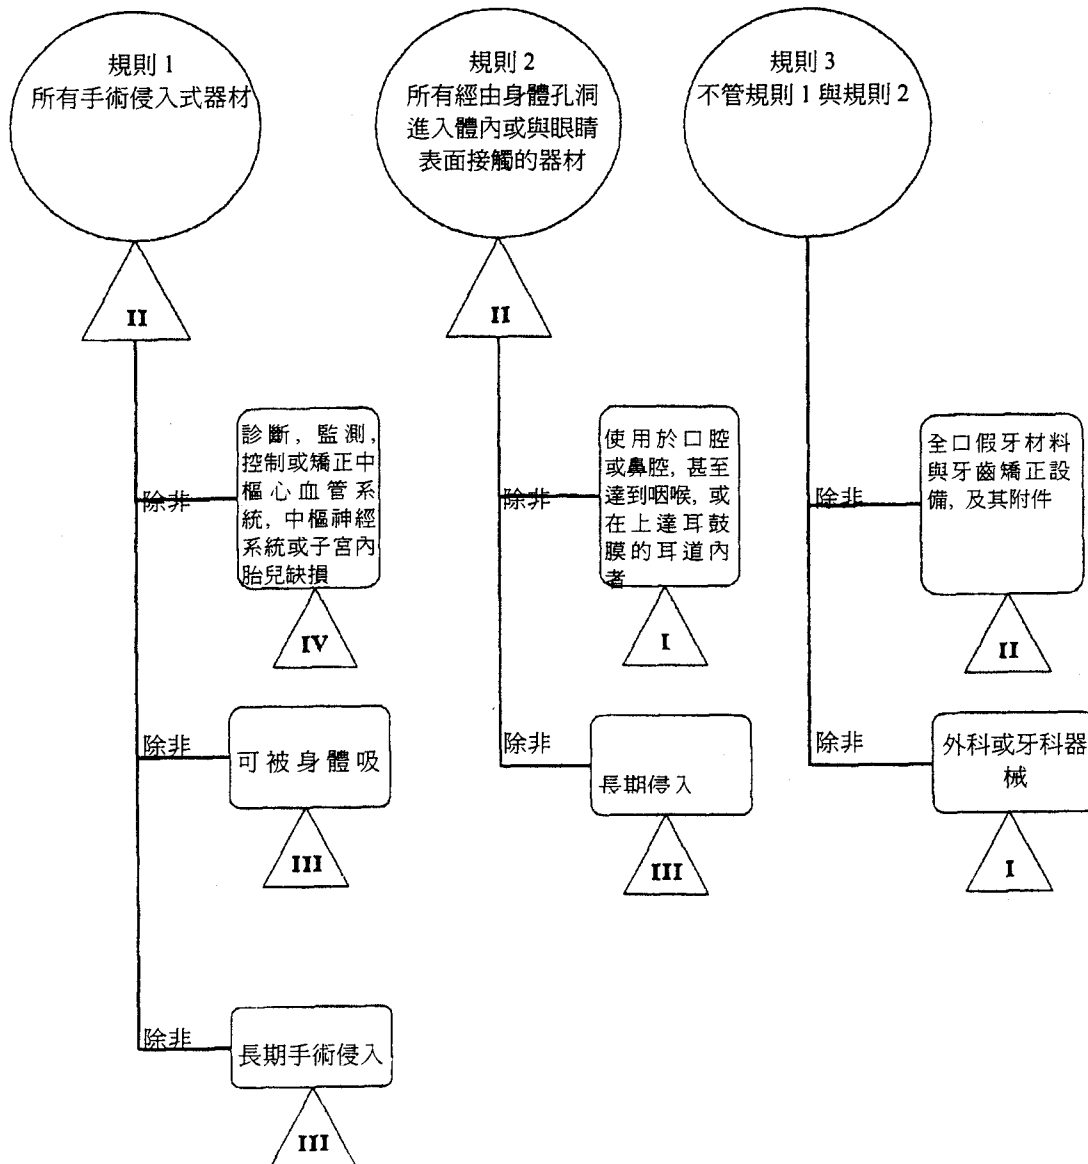 規則 1
所有手術侵入式器材
II
除非
診斷, 監測,
控制或矯正中
樞心血管系
統, 中樞神經
系統或子宮內
胎兒缺損
IV
除非
可被身體吸
III
除非
長期手術侵入
III
規則 2
所有經由身體孔洞
進入體內或與眼睛
表面接觸的器材
II
除非
使用於口腔
或鼻腔, 甚至
達到咽喉, 或
在上達耳鼓
膜的耳道內
者
I
除非
長期侵入
III
規則 3
不管規則 1 與規則 2
除非
全口假牙材料
與牙齒矯正設
備, 及其附件
II
除非
外科或牙科器
械
I